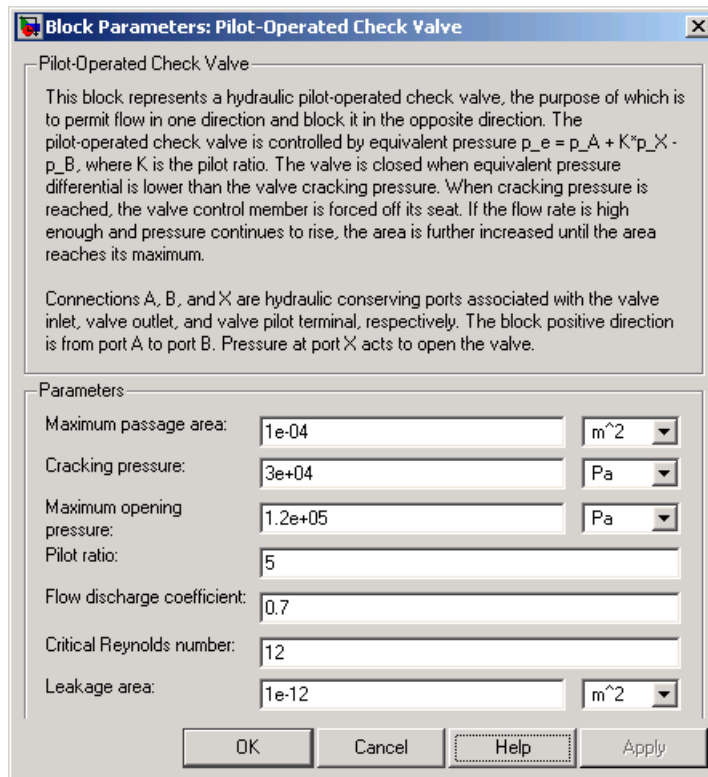 Block Parameters: Pilot-Operated Check Valve
Pilot-Operated Check Valve
This block represents a hydraulic pilot-operated check valve, the purpose of which is
to permit flow in one direction and block it in the opposite direction. The
pilot-operated check valve is controlled by equivalent pressure p_e = p_A + K*p_X -
p_B, where K is the pilot ratio. The valve is closed when equivalent pressure
differential is lower than the valve cracking pressure. When cracking pressure is
reached, the valve control member is forced off its seat. If the flow rate is high
enough and pressure continues to rise, the area is further increased until the area
reaches its maximum.
Connections A, B, and X are hydraulic conserving ports associated with the valve
inlet, valve outlet, and valve pilot terminal, respectively. The block positive direction
is from port A to port B. Pressure at port X acts to open the valve.
Parameters
Maximum passage area: 1e-04 m^2
Cracking pressure: 3e+04 Pa
Maximum opening
pressure: 1.2e+05 Pa
Pilot ratio: 5
Flow discharge coefficient: 0.7
Critical Reynolds number: 12
Leakage area: 1e-12 m^2
OK Cancel Help Apply